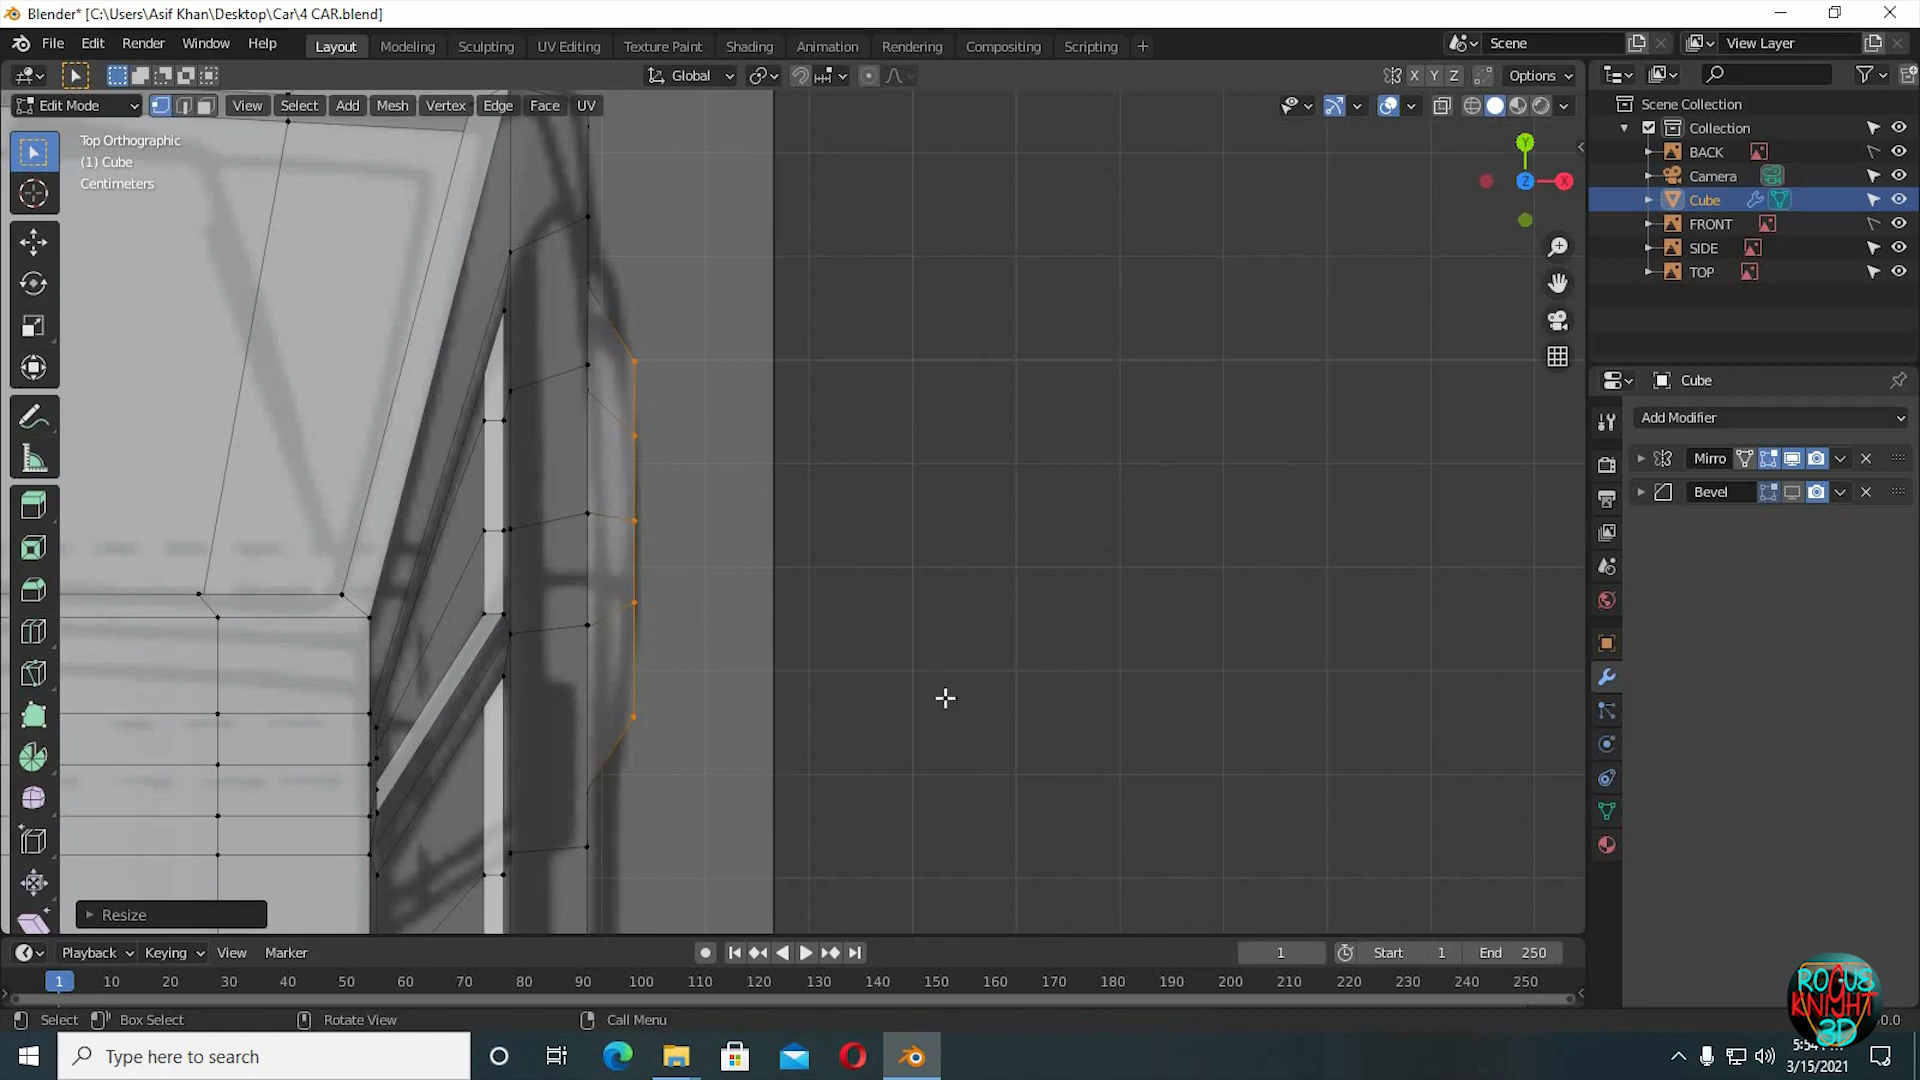 Blender* [C:\Users\Asif Khan\Desktop\Car\4 CAR.blend]
File Edit Render Window Help Layout Modeling Sculpting UV Editing Texture Paint Shading Animation Rendering Compositing Scripting + Scene View Layer
Global X Y Z Options
Edit Mode View Select Add Mesh Vertex Edge Face UV
Top Orthographic
(1) Cube
Centimeters
Y
Z
X
Scene Collection
Collection
BACK
Camera
Cube
FRONT
SIDE
TOP
Cube
Add Modifier
Mirro
Bevel
Resize
Playback Keying View Marker 1 Start 1 End 250
1 10 20 30 40 50 60 70 80 90 100 110 120 130 140 150 160 170 180 190 200 210 220 230 240 250
Select Box Select Rotate View Call Menu
ROGUE
KNIGHT
3D
Type here to search
3/15/2021